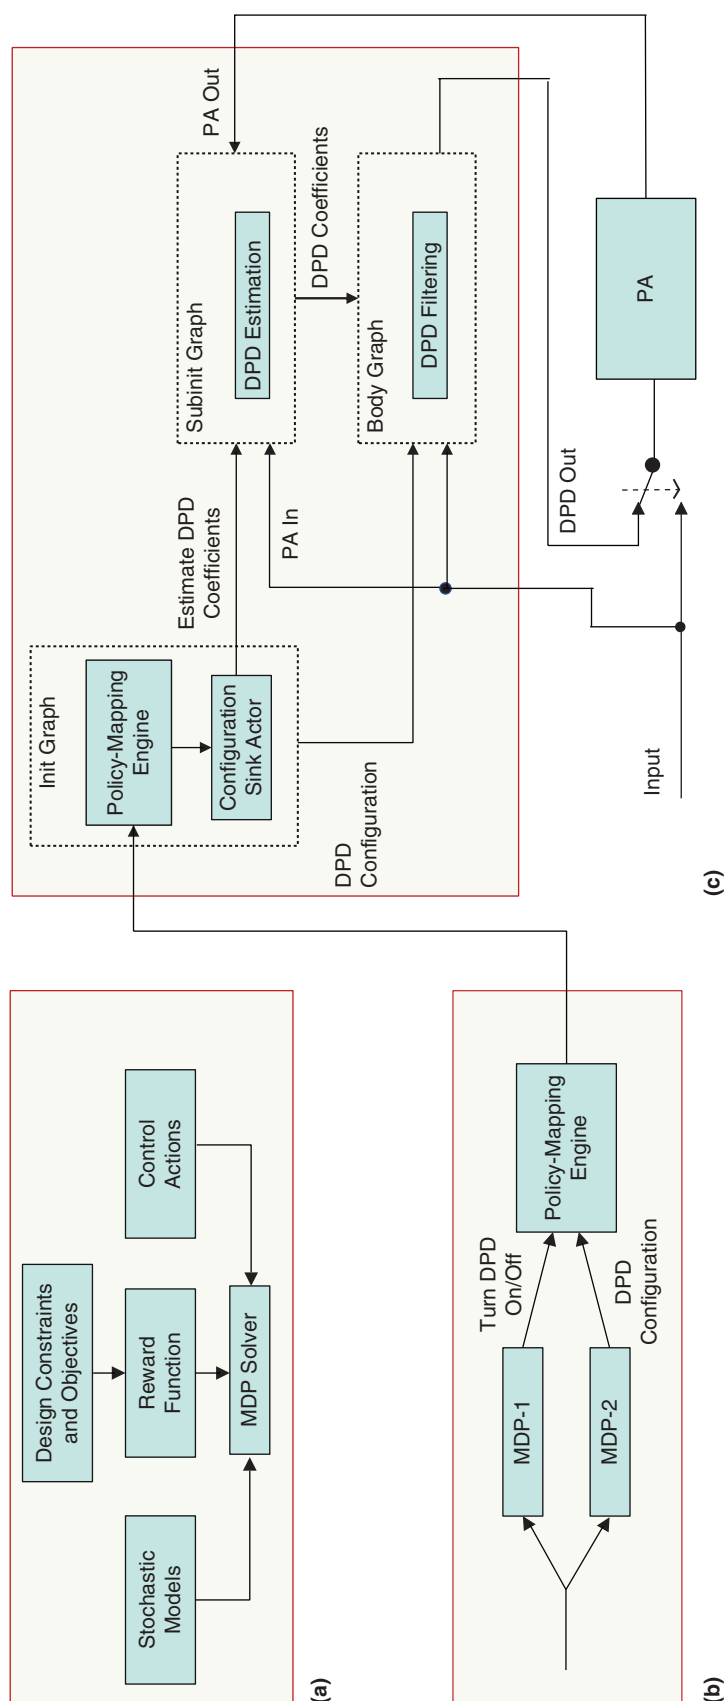 Design Constraints
and Objectives
Stochastic
Models
Reward
Function
Control
Actions
MDP Solver
(a)
MDP-1
MDP-2
Turn DPD
On/Off
DPD
Configuration
Policy-Mapping
Engine
(b)
Init Graph
Policy-Mapping
Engine
Configuration
Sink Actor
DPD
Configuration
Estimate DPD
Coefficients
PA In
Subinit Graph
DPD Estimation
PA Out
DPD Coefficients
Body Graph
DPD Filtering
DPD Out
Input
PA
(c)